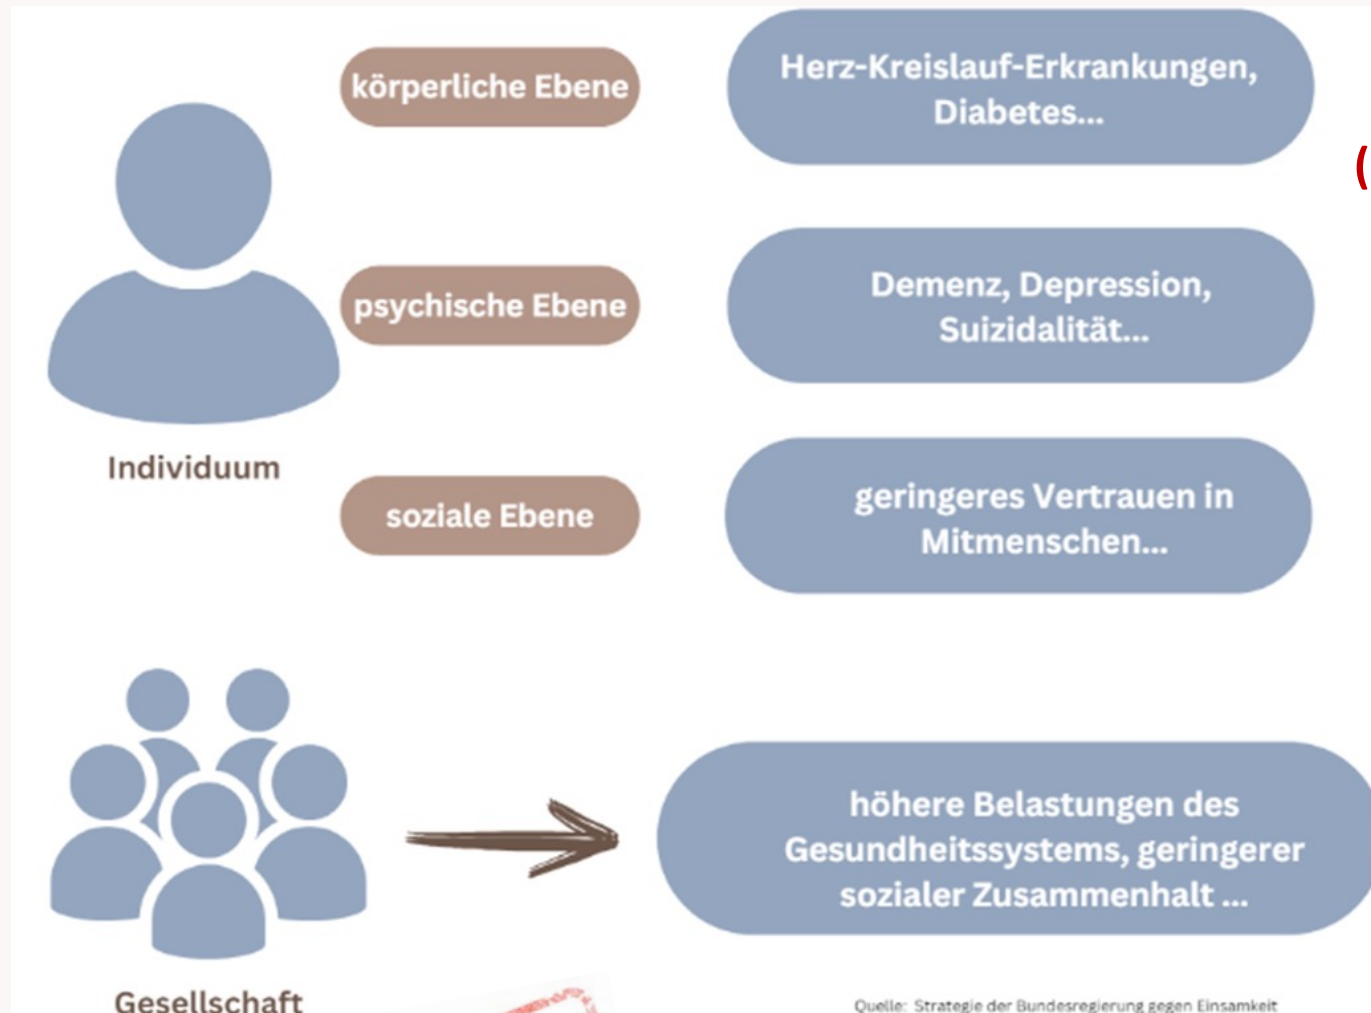 körperliche Ebene
Herz-Kreislauf-Erkrankungen,
Diabetes...
(
psychische Ebene
Demenz, Depression,
Suizidalität...
Individuum
soziale Ebene
geringeres Vertrauen in
Mitmenschen...
höhere Belastungen des
Gesundheitssystems, geringerer
sozialer Zusammenhalt ...
Gesellschaft
Quelle: Strategie der Bundesregierung gegen Einsamkeit